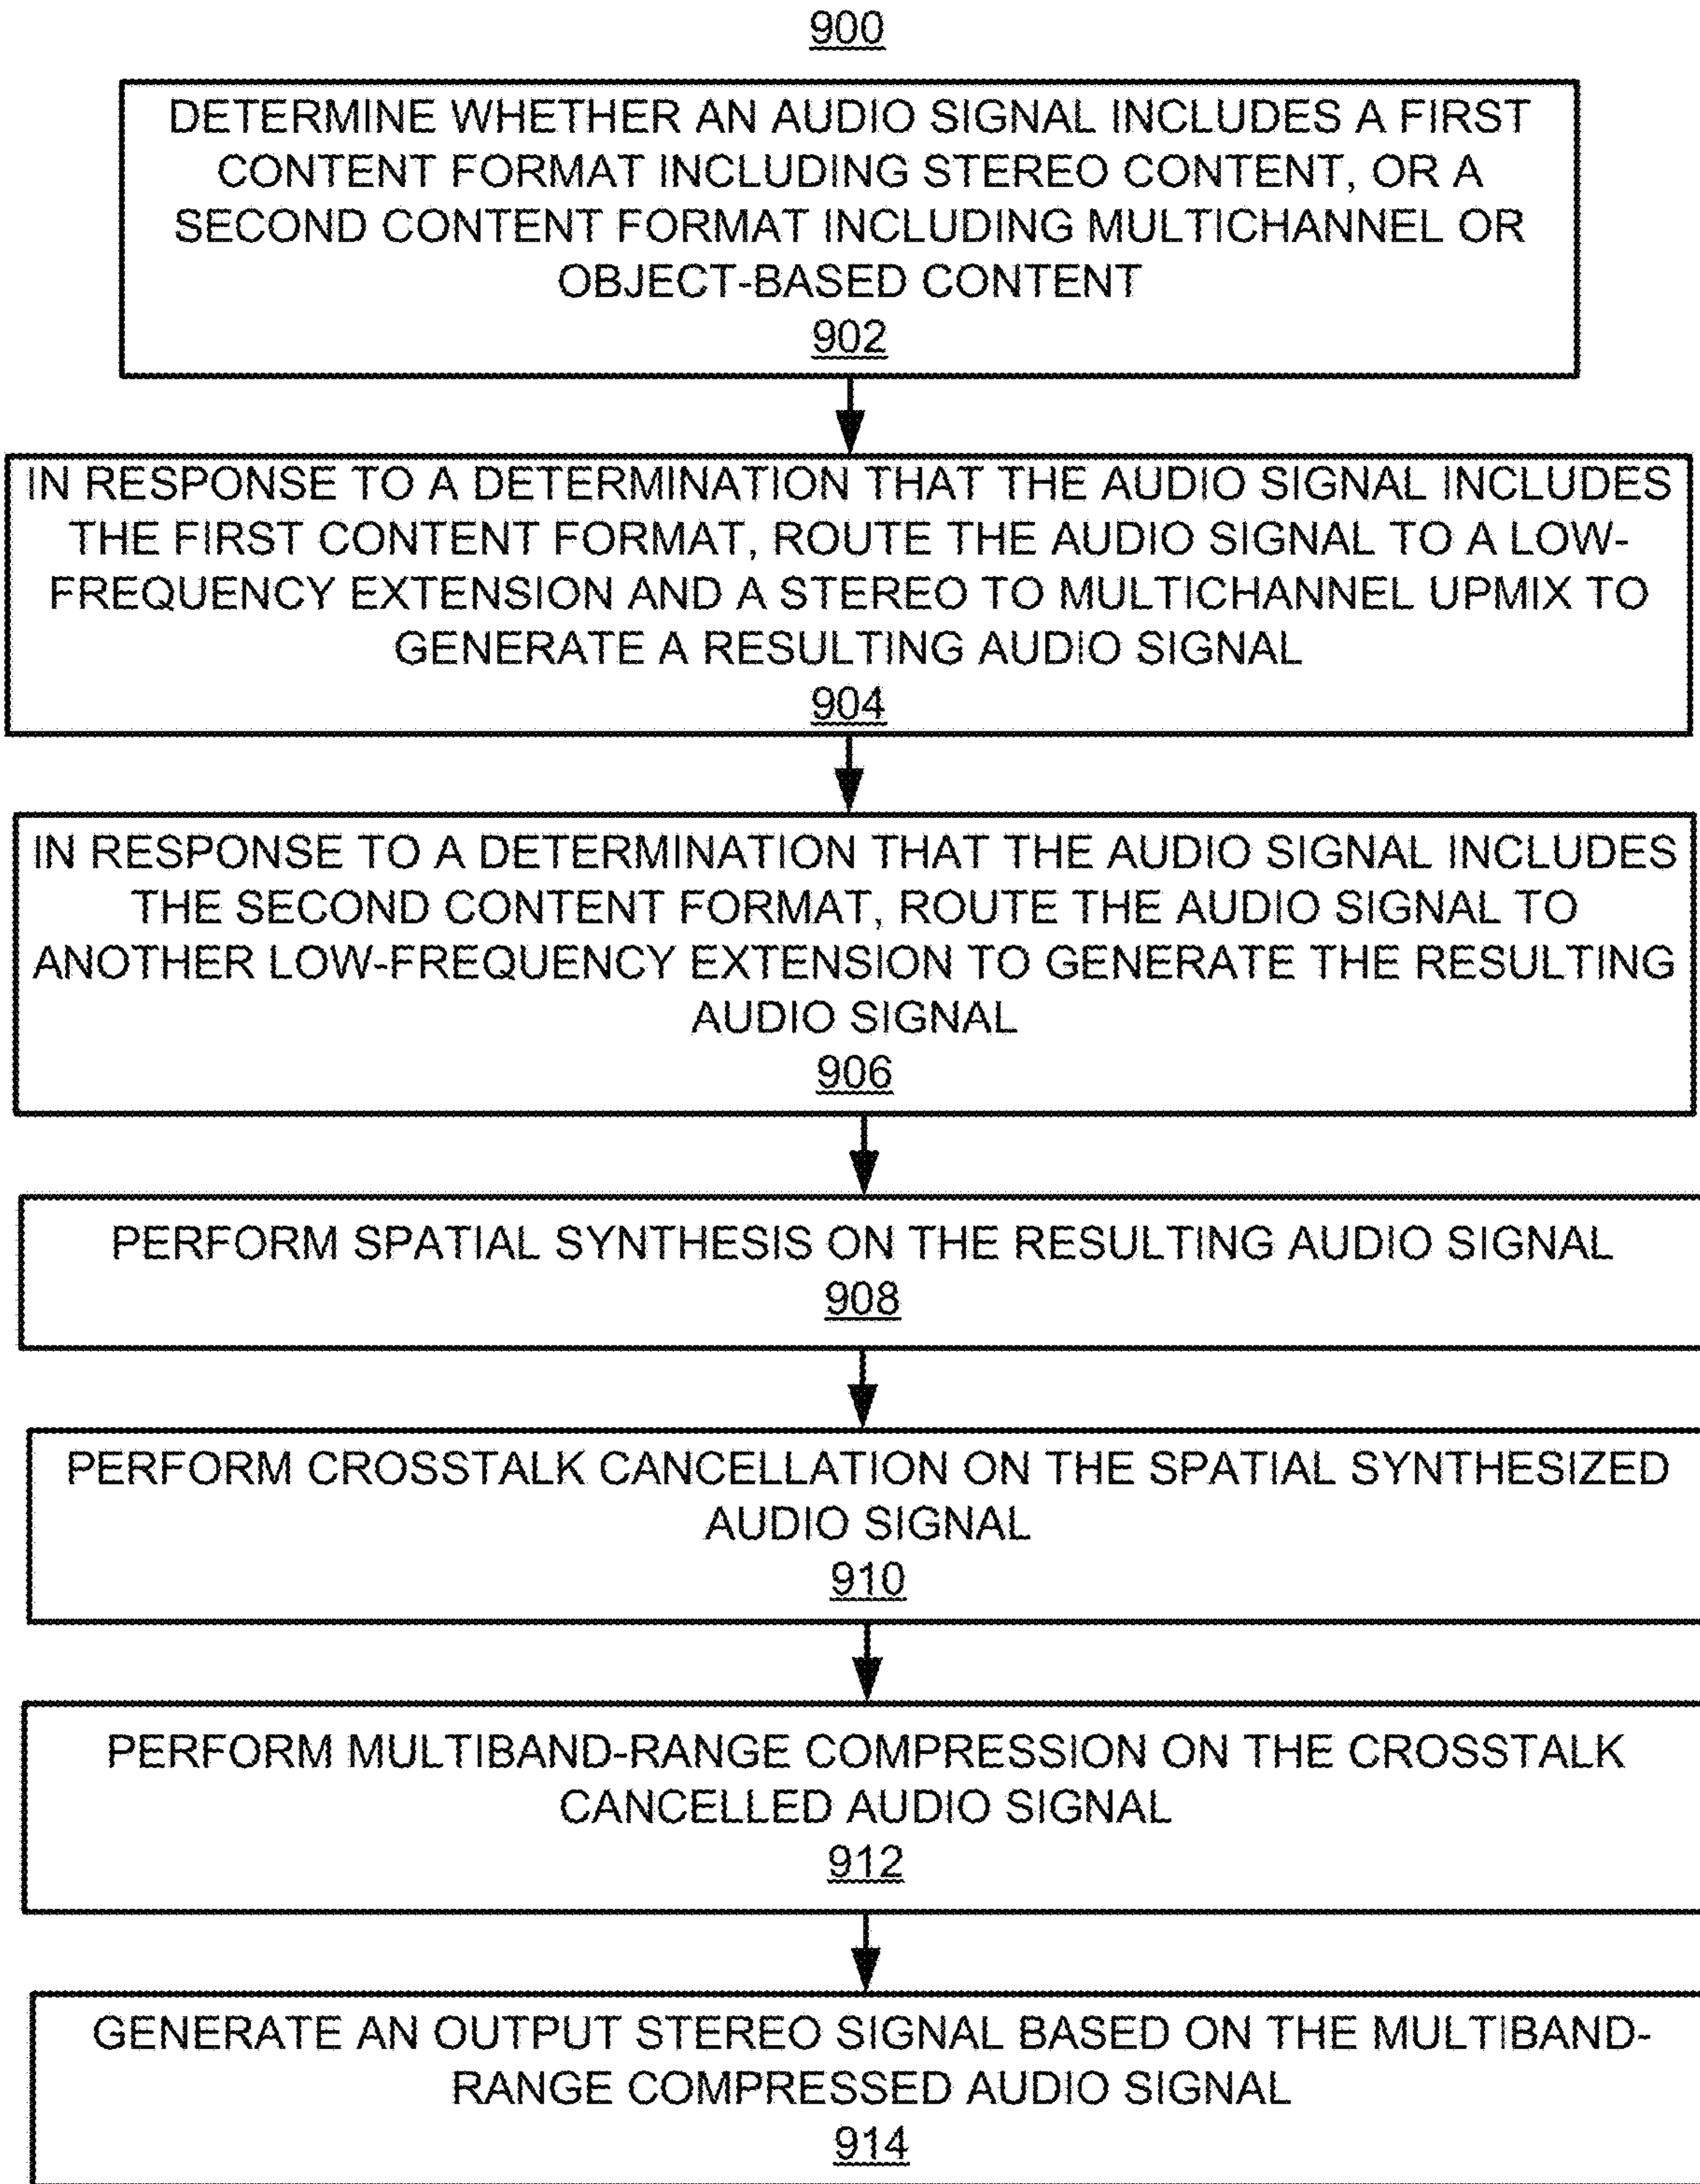 900
DETERMINE WHETHER AN AUDIO SIGNAL INCLUDES A FIRST
CONTENT FORMAT INCLUDING STEREO CONTENT, OR A
SECOND CONTENT FORMAT INCLUDING MULTICHANNEL OR
OBJECT-BASED CONTENT
902
IN RESPONSE TO A DETERMINATION THAT THE AUDIO SIGNAL INCLUDES
THE FIRST CONTENT FORMAT, ROUTE THE AUDIO SIGNAL TO A LOW-
FREQUENCY EXTENSION AND A STEREO TO MULTICHANNEL UPMIX TO
GENERATE A RESULTING AUDIO SIGNAL
904
IN RESPONSE TO A DETERMINATION THAT THE AUDIO SIGNAL INCLUDES
THE SECOND CONTENT FORMAT, ROUTE THE AUDIO SIGNAL TO
ANOTHER LOW-FREQUENCY EXTENSION TO GENERATE THE RESULTING
AUDIO SIGNAL
906
PERFORM SPATIAL SYNTHESIS ON THE RESULTING AUDIO SIGNAL
908
PERFORM CROSSTALK CANCELLATION ON THE SPATIAL SYNTHESIZED
AUDIO SIGNAL
910
PERFORM MULTIBAND-RANGE COMPRESSION ON THE CROSSTALK
CANCELLED AUDIO SIGNAL
912
GENERATE AN OUTPUT STEREO SIGNAL BASED ON THE MULTIBAND-
RANGE COMPRESSED AUDIO SIGNAL
914